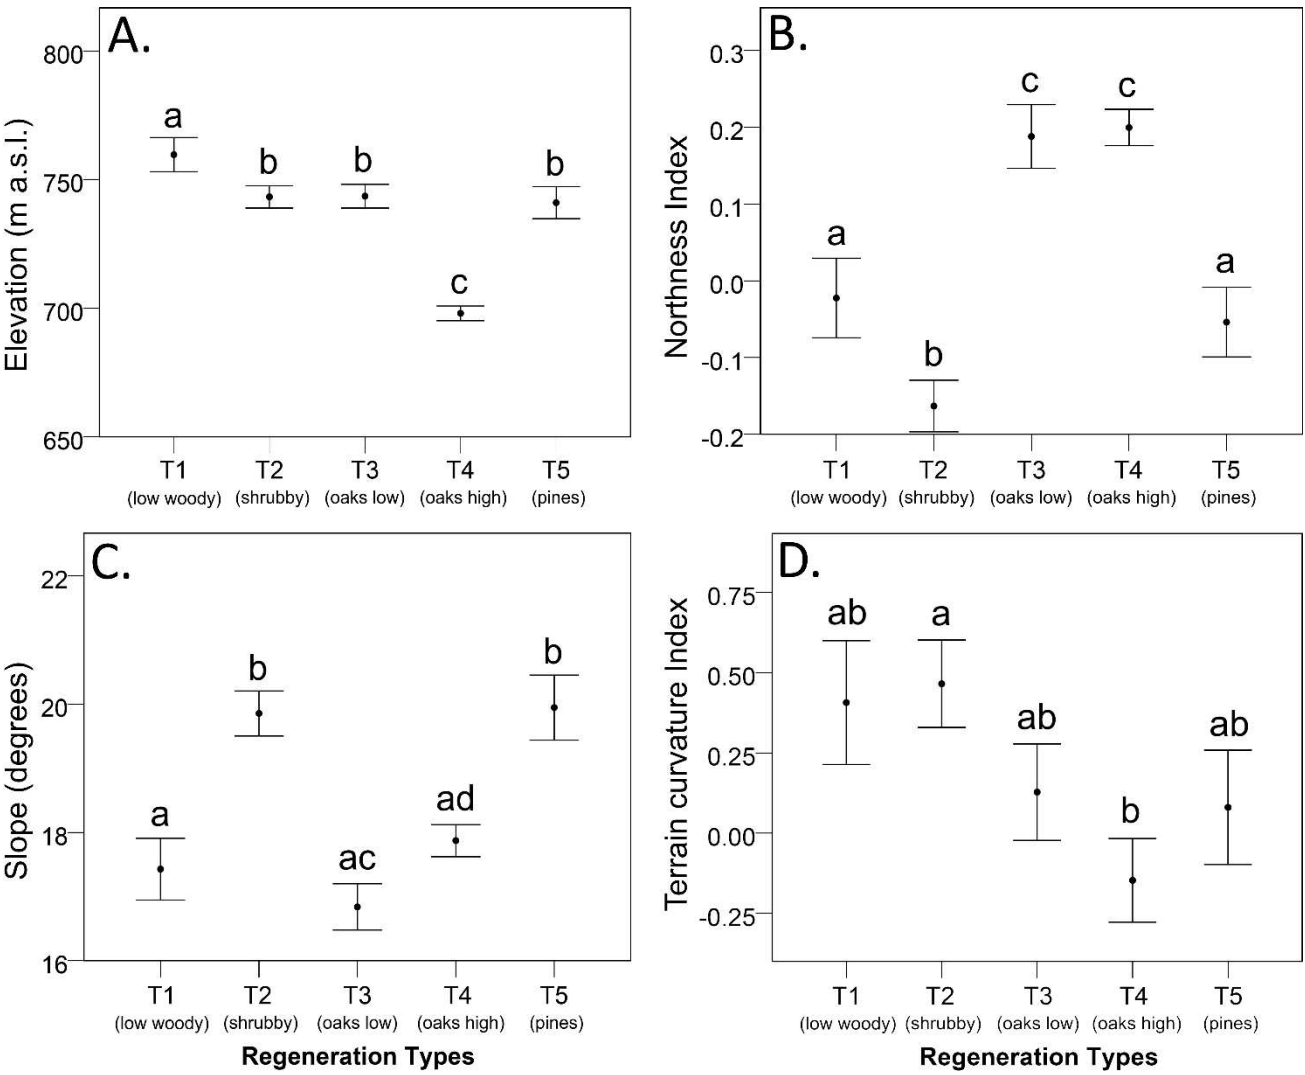 A.
Elevation (m a.s.l.)
800
750
700
650
a
b
b
c
b
T1 T2 T3 T4 T5
(low woody) (shrubby) (oaks low) (oaks high) (pines)
B.
Northness Index
0.3
0.2
0.1
0.0
-0.1
-0.2
a
b
c
c
a
T1 T2 T3 T4 T5
(low woody) (shrubby) (oaks low) (oaks high) (pines)
C.
Slope (degrees)
22
20
18
16
a
b
ac
ad
b
T1 T2 T3 T4 T5
(low woody) (shrubby) (oaks low) (oaks high) (pines)
Regeneration Types
D.
Terrain curvature Index
0.75
0.50
0.25
0.00
-0.25
ab
a
ab
b
ab
T1 T2 T3 T4 T5
(low woody) (shrubby) (oaks low) (oaks high) (pines)
Regeneration Types